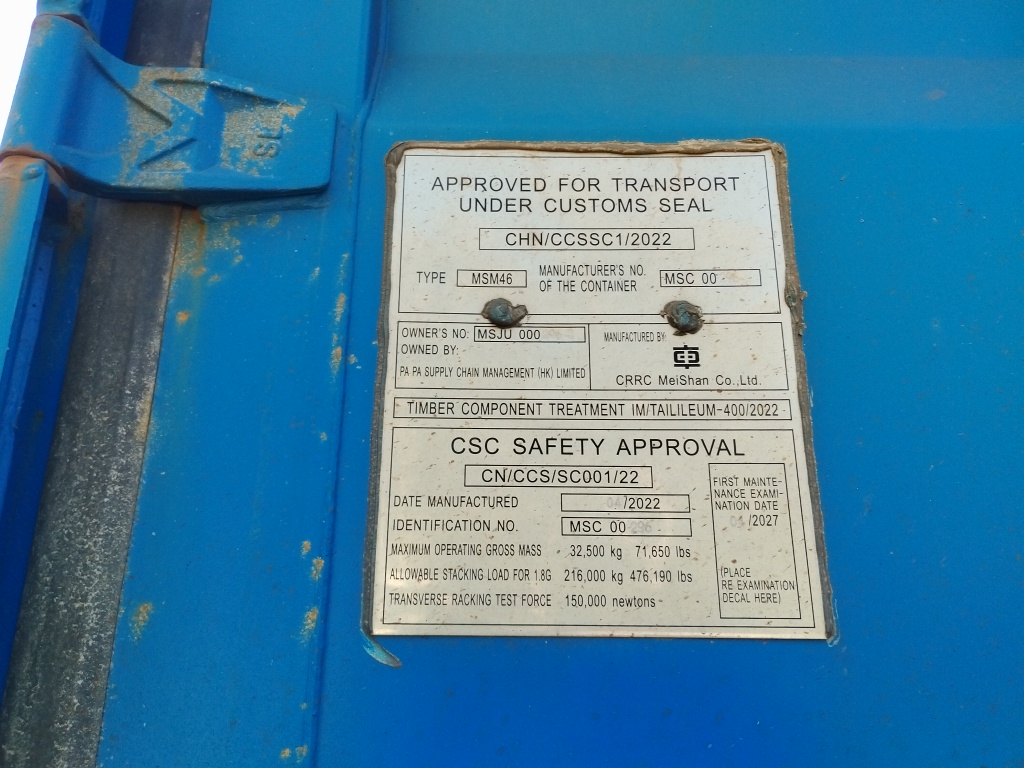 SL
APPROVED FOR TRANSPORT
UNDER CUSTOMS SEAL
CHN/CCSSC1/2022
TYPE MSM46 MANUFACTURER'S NO.
OF THE CONTAINER MSC 00
OWNER'S NO: MSJU 000
OWNED BY:
PA PA SUPPLY CHAIN MANAGEMENT (HK) LIMITED
MANUFACTURED BY:
CRRC MeiShan Co.,Ltd.
TIMBER COMPONENT TREATMENT IM/TAILILEUM-400/2022
CSC SAFETY APPROVAL
CN/CCS/SC001/22
DATE MANUFACTURED /2022
IDENTIFICATION NO. MSC 00
MAXIMUM OPERATING GROSS MASS 32,500 kg 71,650 lbs
ALLOWABLE STACKING LOAD FOR 1.8G 216,000 kg 476,190 lbs
TRANSVERSE RACKING TEST FORCE 150,000 newtons
FIRST MAINTE-
NANCE EXAMI-
NATION DATE
/2027
(PLACE
RE EXAMINATION
DECAL HERE)